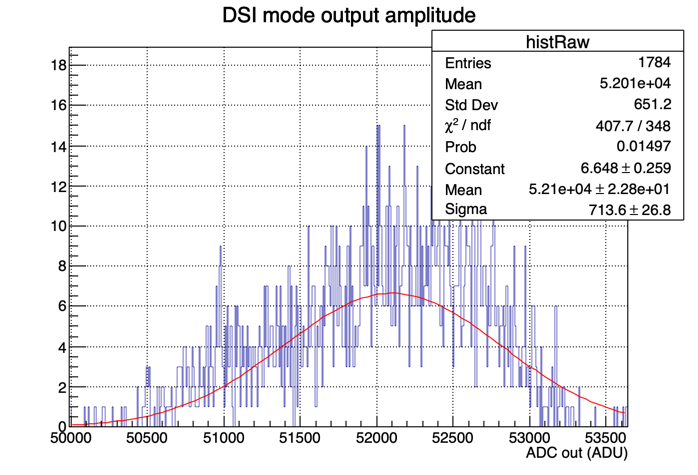 DSI mode output amplitude
histRaw
Entries 1784
Mean 5.201e+04
Std Dev 651.2
χ² / ndf 407.7 / 348
Prob 0.01497
Constant 6.648 ± 0.259
Mean 5.21e+04 ± 2.28e+01
Sigma 713.6 ± 26.8
18
16
14
12
10
8
6
4
2
0
50000 50500 51000 51500 52000 52500 53000 53500
ADC out (ADU)